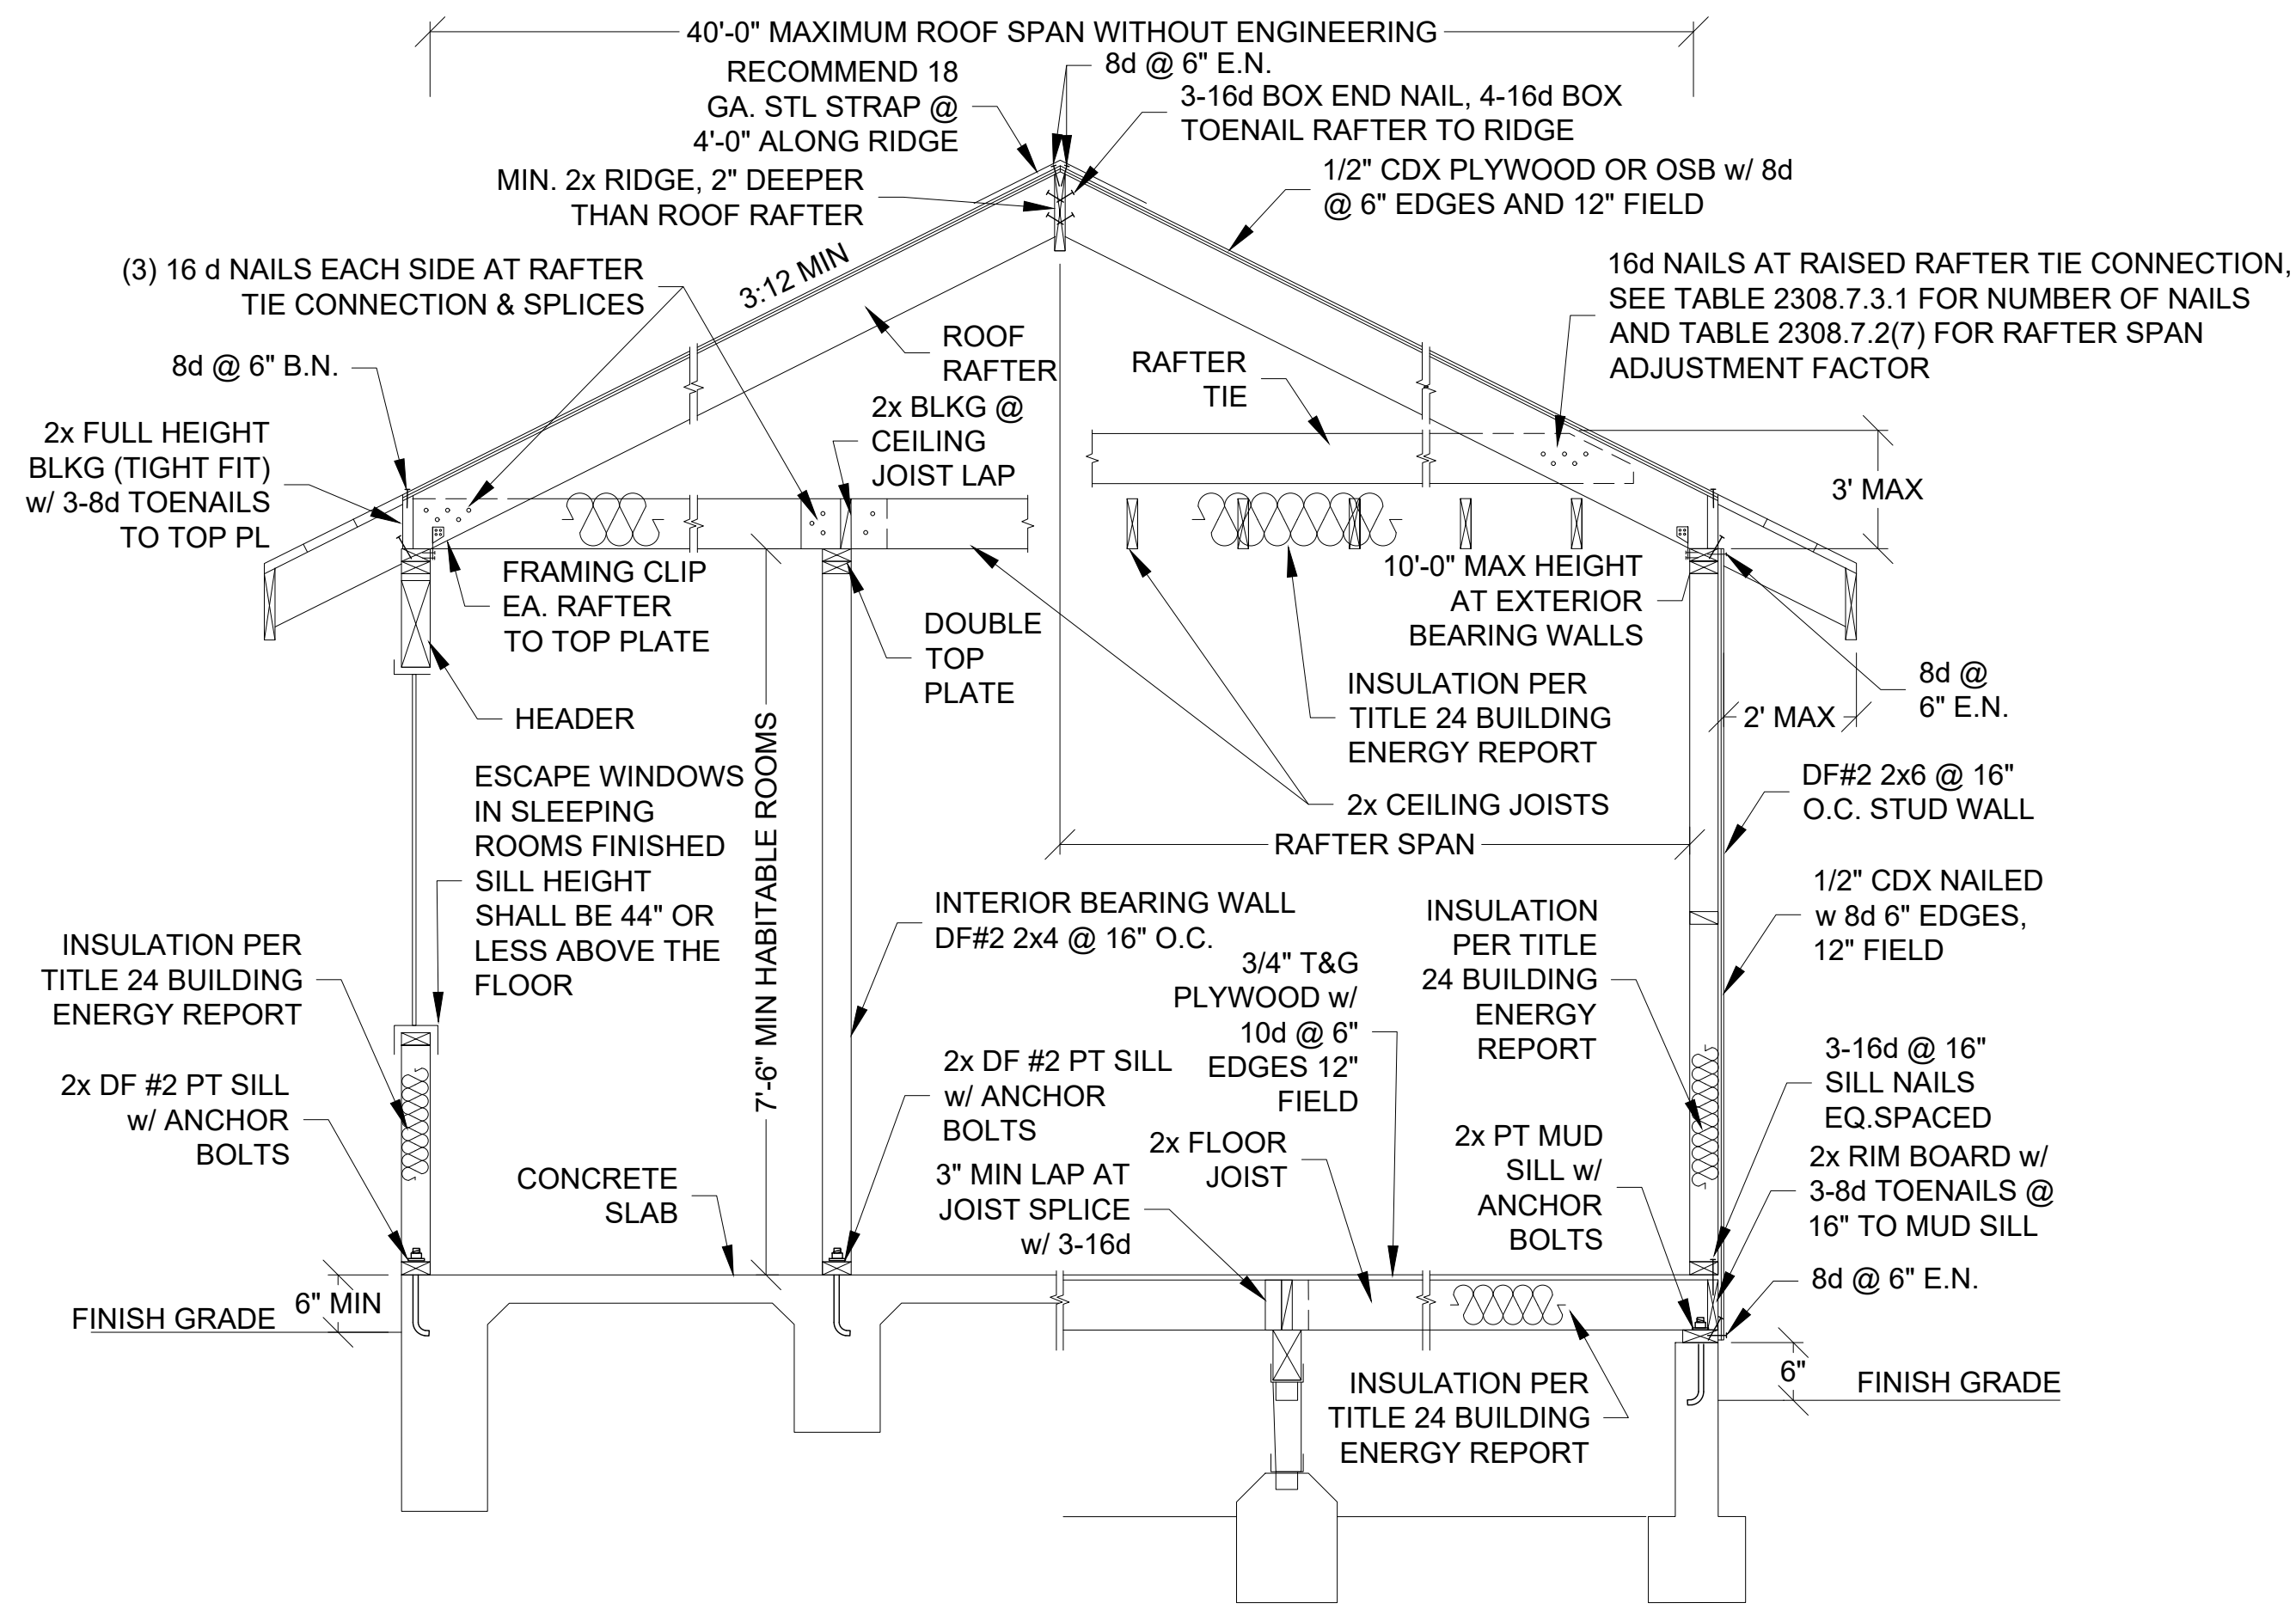 40'-0" MAXIMUM ROOF SPAN WITHOUT ENGINEERING
8d @ 6" E.N.
RECOMMEND 18
GA. STL STRAP @
4'-0" ALONG RIDGE
3-16d BOX END NAIL, 4-16d BOX
TOENAIL RAFTER TO RIDGE
MIN. 2x RIDGE, 2" DEEPER
THAN ROOF RAFTER
1/2" CDX PLYWOOD OR OSB w/ 8d
@ 6" EDGES AND 12" FIELD
(3) 16 d NAILS EACH SIDE AT RAFTER
TIE CONNECTION & SPLICES
3:12 MIN
16d NAILS AT RAISED RAFTER TIE CONNECTION,
SEE TABLE 2308.7.3.1 FOR NUMBER OF NAILS
AND TABLE 2308.7.2(7) FOR RAFTER SPAN
ADJUSTMENT FACTOR
8d @ 6" B.N.
ROOF
RAFTER
RAFTER
TIE
2x FULL HEIGHT
BLKG (TIGHT FIT)
w/ 3-8d TOENAILS
TO TOP PL
2x BLKG @
CEILING
JOIST LAP
3' MAX
FRAMING CLIP
EA. RAFTER
TO TOP PLATE
DOUBLE
TOP
PLATE
10'-0" MAX HEIGHT
AT EXTERIOR
BEARING WALLS
HEADER
INSULATION PER
TITLE 24 BUILDING
ENERGY REPORT
8d @
6" E.N.
2' MAX
ESCAPE WINDOWS
IN SLEEPING
ROOMS FINISHED
SILL HEIGHT
SHALL BE 44" OR
LESS ABOVE THE
FLOOR
7'-6" MIN HABITABLE ROOMS
2x CEILING JOISTS
RAFTER SPAN
DF#2 2x6 @ 16"
O.C. STUD WALL
1/2" CDX NAILED
w 8d 6" EDGES,
12" FIELD
INSULATION PER
TITLE 24 BUILDING
ENERGY REPORT
INTERIOR BEARING WALL
DF#2 2x4 @ 16" O.C.
3/4" T&G
PLYWOOD w/
10d @ 6"
EDGES 12"
FIELD
INSULATION
PER TITLE
24 BUILDING
ENERGY
REPORT
2x DF #2 PT SILL
w/ ANCHOR
BOLTS
2x DF #2 PT SILL
w/ ANCHOR
BOLTS
3-16d @ 16"
SILL NAILS
EQ.SPACED
2x FLOOR
JOIST
2x PT MUD
SILL w/
ANCHOR
BOLTS
2x RIM BOARD w/
3-8d TOENAILS @
16" TO MUD SILL
CONCRETE
SLAB
3" MIN LAP AT
JOIST SPLICE
w/ 3-16d
8d @ 6" E.N.
FINISH GRADE
6" MIN
INSULATION PER
TITLE 24 BUILDING
ENERGY REPORT
6"
FINISH GRADE